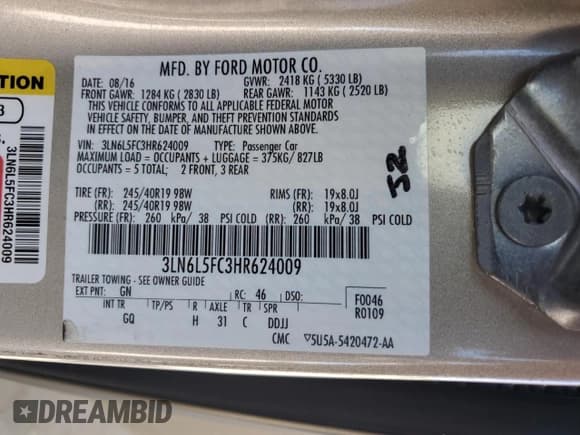 MFD. BY FORD MOTOR CO.
DATE: 08/16 GVWR: 2418 KG ( 5330 LB)
FRONT GAWR: 1284 KG ( 2830 LB) REAR GAWR: 1143 KG ( 2520 LB)
THIS VEHICLE CONFORMS TO ALL APPLICABLE FEDERAL MOTOR
VEHICLE SAFETY, BUMPER, AND THEFT PREVENTION STANDARDS
IN EFFECT ON THE DATE OF MANUFACTURE SHOWN ABOVE.
VIN: 3LN6L5FC3HR624009 TYPE: Passenger Car
MAXIMUM LOAD = OCCUPANTS + LUGGAGE = 375KG/ 827LB
OCCUPANTS = 5 TOTAL; 2 FRONT, 3 REAR
TIRE (FR): 245/40R19 98W RIMS (FR): 19x8.0J
(RR): 245/40R19 98W (RR): 19x8.0J
PRESSURE (FR): 260 kPa/ 38 PSI COLD (RR): 260 kPa/ 38 PSI COLD
3LN6L5FC3HR624009
TRAILER TOWING - SEE OWNER GUIDE
EXT PNT: GN RC: 46 DSO: F0046
R0109
INT TR TP/PS R AXLE TR SPR
GQ H 31 C DDJJ
CMC 5U5A-5420472-AA
52
3LN6L5FC3HR624009
DREAMBID